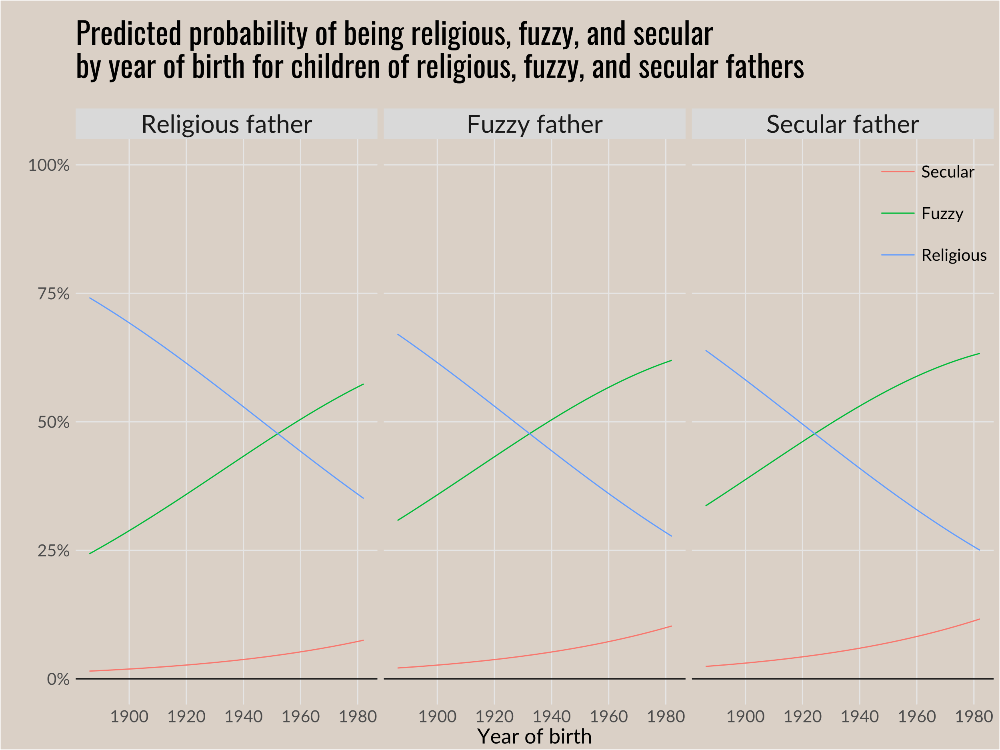 Predicted probability of being religious, fuzzy, and secular
by year of birth for children of religious, fuzzy, and secular fathers
Religious father
Fuzzy father
Secular father
100%
75%
50%
25%
0%
Secular
Fuzzy
Religious
1900 1920 1940 1960 1980
1900 1920 1940 1960 1980
1900 1920 1940 1960 1980
Year of birth